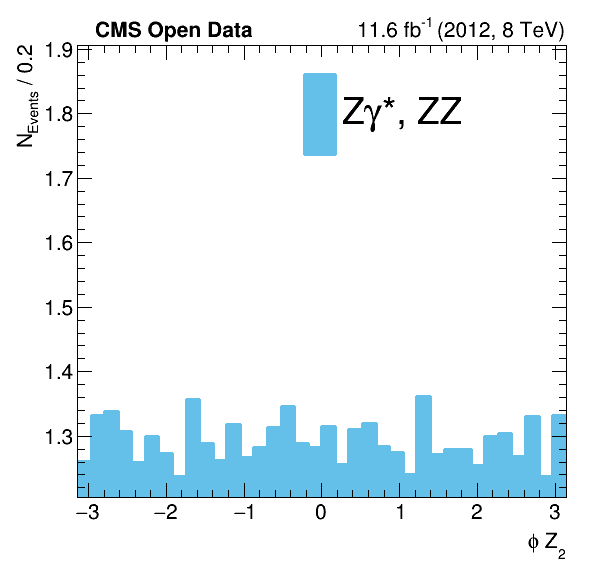 CMS Open Data 11.6 fb⁻¹ (2012, 8 TeV)
N_Events / 0.2
1.9
1.8
1.7
1.6
1.5
1.4
1.3
Zγ*, ZZ
−3 −2 −1 0 1 2 3
ϕ Z₂